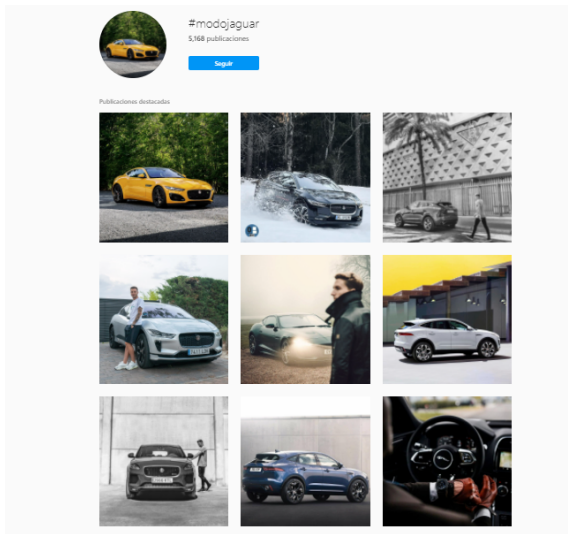 #modojaguar
5,168 publicaciones
Seguir
Publicaciones destacadas